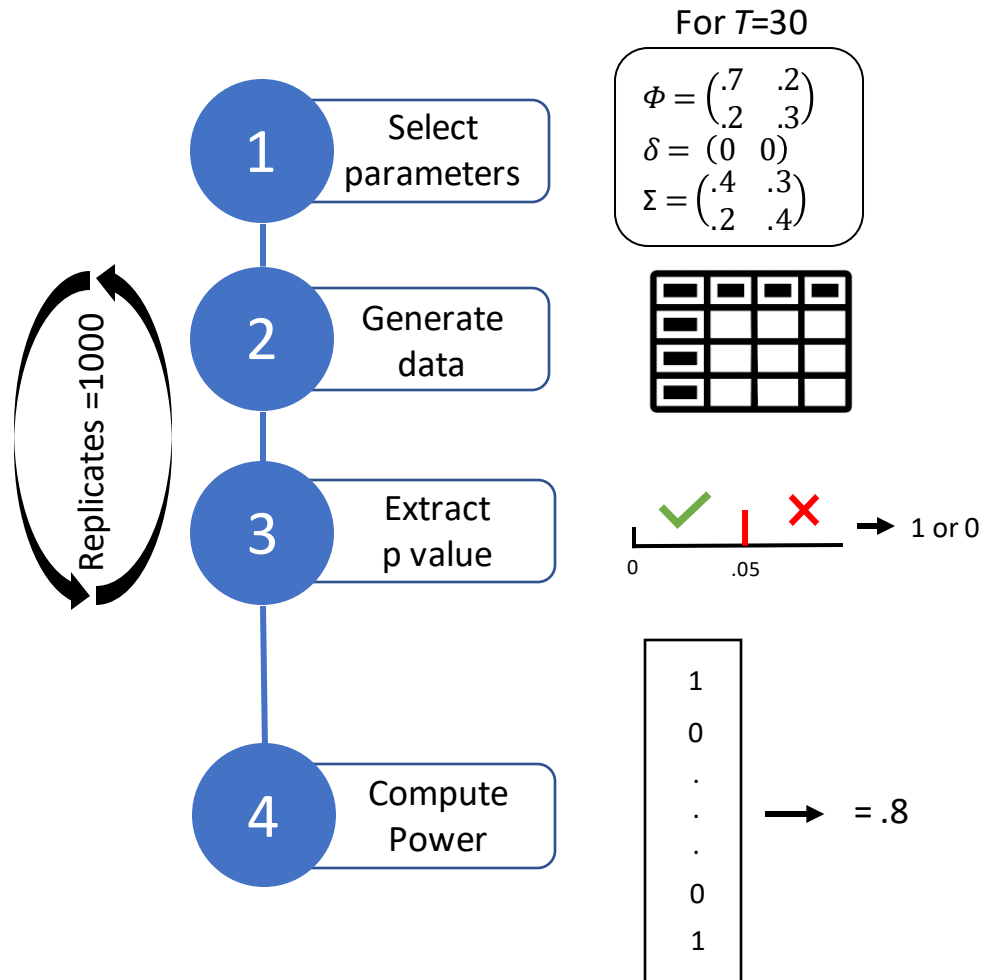 For T=30
1
Select
parameters
Φ = (.7 .2
.2 .3)
δ = (0 0)
Σ = (.4 .3
.2 .4)
Replicates =1000
2
Generate
data
3
Extract
p value
0
.05
1 or 0
4
Compute
Power
1
0
.
.
.
0
1
= .8